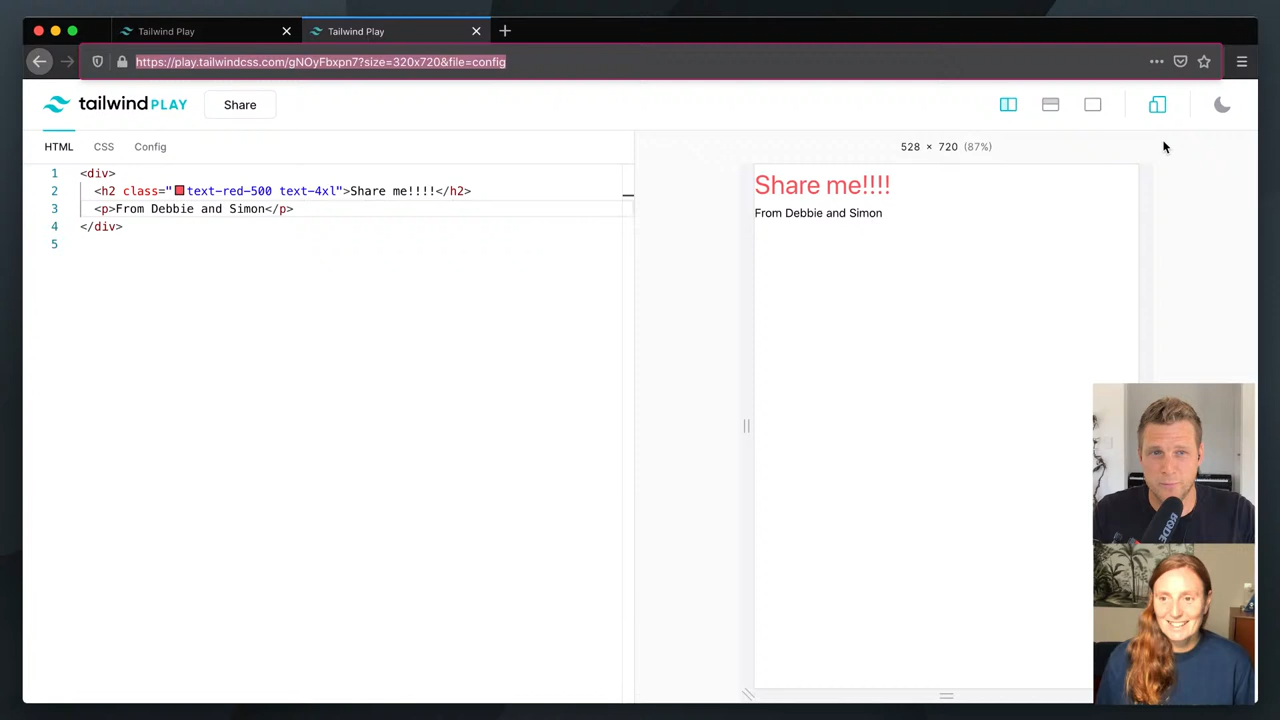 Tailwind Play
Tailwind Play
https://play.tailwindcss.com/gNOyFbxpn7?size=320x720&file=config
tailwind PLAY
Share
HTML CSS Config
528 × 720 (87%)
1 <div>
2 <h2 class="text-red-500 text-4xl">Share me!!!!</h2>
3 <p>From Debbie and Simon</p>
4 </div>
5
Share me!!!!
From Debbie and Simon
RODE